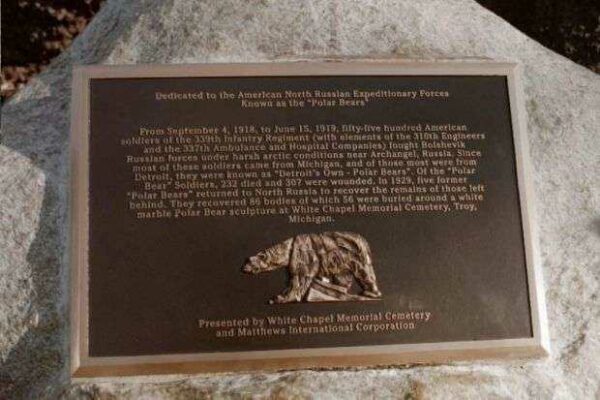 Dedicated to the American North Russian Expeditionary Forces
Known as the "Polar Bears"
From September 4, 1918, to June 15, 1919, fifty-five hundred American
soldiers of the 339th Infantry Regiment (with elements of the 310th Engineers
and the 337th Ambulance and Hospital Companies) fought Bolshevik
Russian forces under harsh arctic conditions near Archangel, Russia. Since
most of these soldiers came from Michigan, and of those most were from
Detroit, they were known as "Detroit's Own - Polar Bears". Of the "Polar
Bear" Soldiers, 232 died and 307 were wounded. In 1929, five former
"Polar Bears" returned to North Russia to recover the remains of those left
behind. They recovered 86 bodies of which 56 were buried around a white
marble Polar Bear sculpture at White Chapel Memorial Cemetery, Troy,
Michigan.
Presented by White Chapel Memorial Cemetery
and Matthews International Corporation